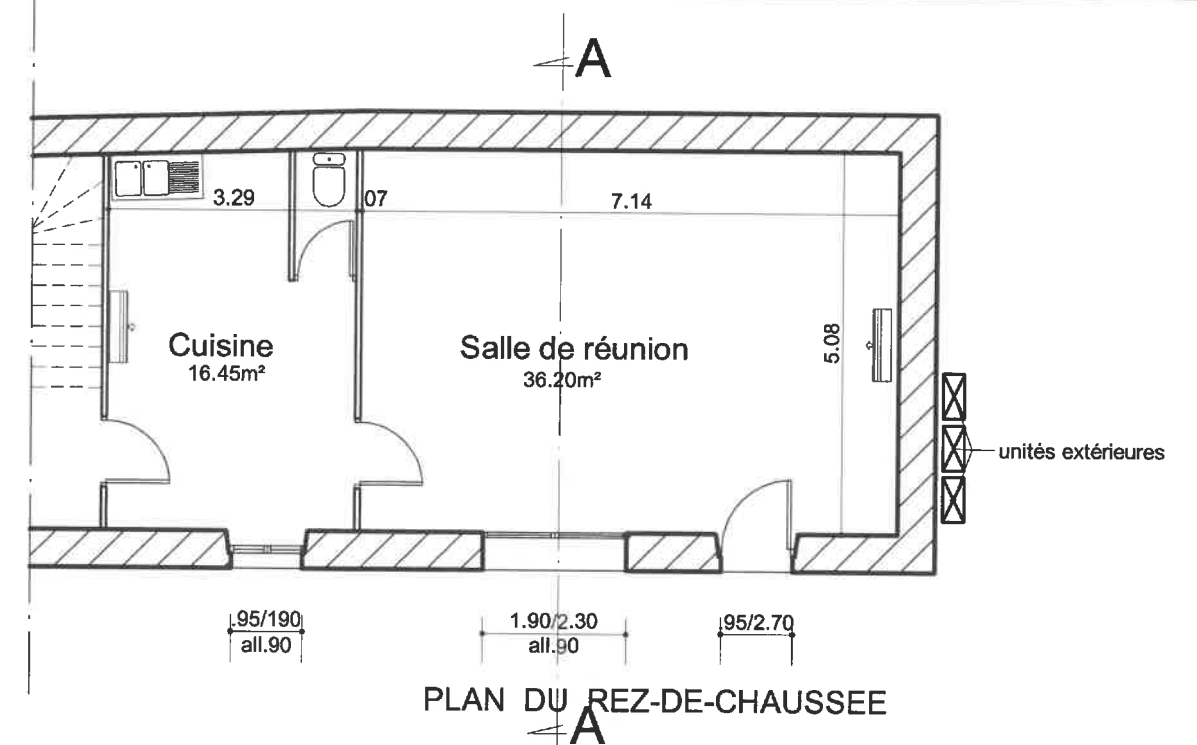 A
3.29
07
7.14
5.08
Cuisine
16.45m²
Salle de réunion
36.20m²
unités extérieures
.95/190
all.90
1.90/2.30
all.90
.95/2.70
PLAN DU REZ-DE-CHAUSSEE
A